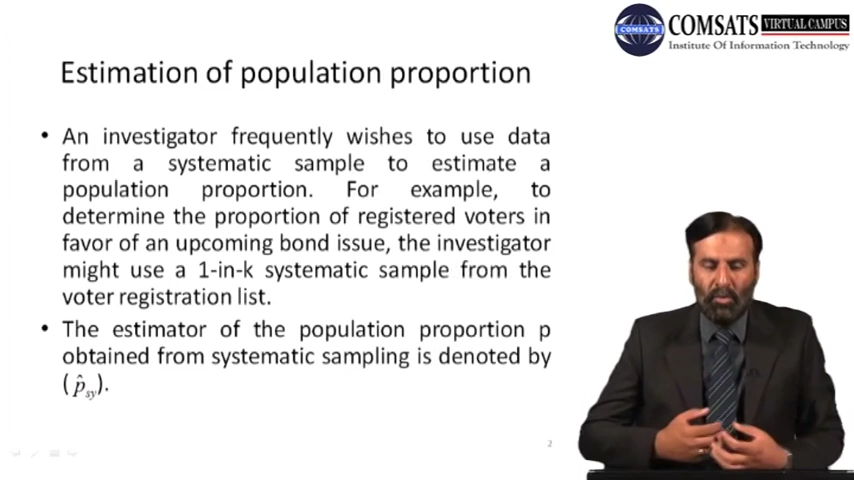 COMSATS
COMSATS VIRTUAL CAMPUS
Institute Of Information Technology
Estimation of population proportion
• An investigator frequently wishes to use data
from a systematic sample to estimate a
population proportion. For example, to
determine the proportion of registered voters in
favor of an upcoming bond issue, the investigator
might use a 1-in-k systematic sample from the
voter registration list.
• The estimator of the population proportion p
obtained from systematic sampling is denoted by
(p̂sy).
2